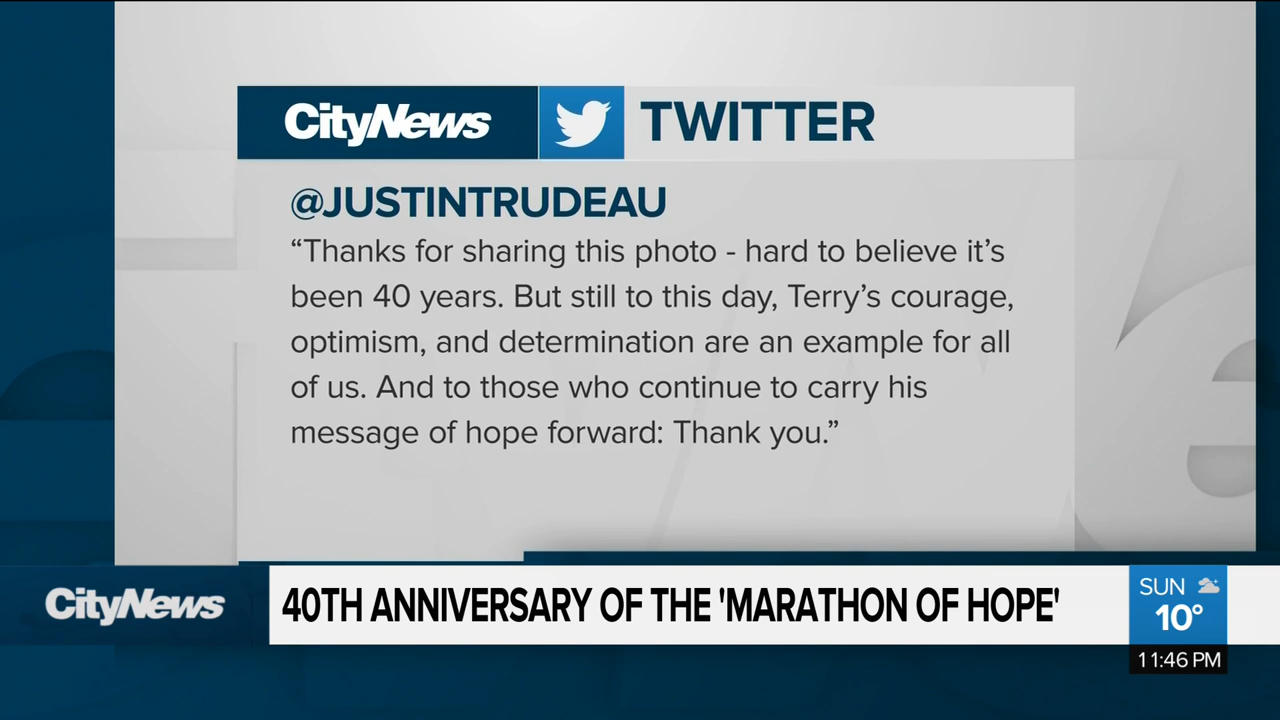 CityNews TWITTER
@JUSTINTRUDEAU
“Thanks for sharing this photo - hard to believe it’s
been 40 years. But still to this day, Terry’s courage,
optimism, and determination are an example for all
of us. And to those who continue to carry his
message of hope forward: Thank you.”
CityNews
40TH ANNIVERSARY OF THE 'MARATHON OF HOPE'
SUN
10°
11:46 PM